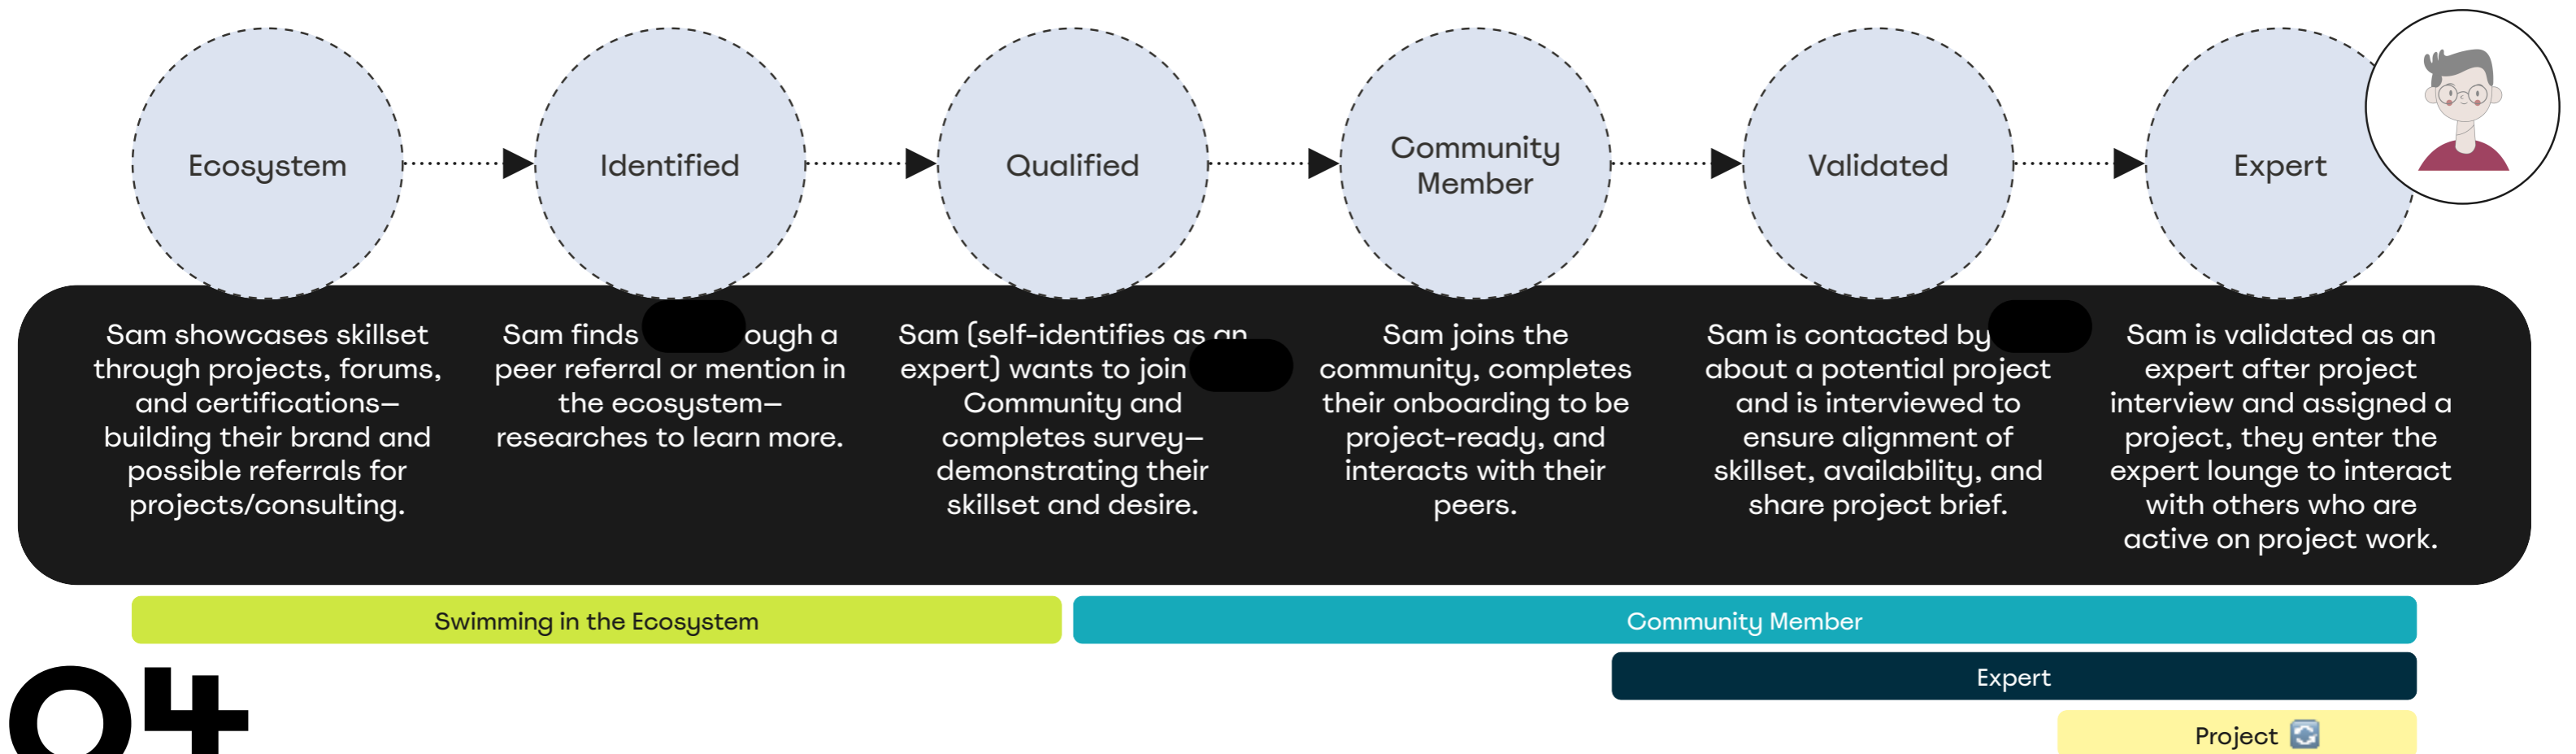 Ecosystem
Identified
Qualified
Community
Member
Validated
Expert
Sam showcases skillset
through projects, forums,
and certifications—
building their brand and
possible referrals for
projects/consulting.
Sam finds ough a
peer referral or mention in
the ecosystem—
researches to learn more.
Sam (self-identifies as an
expert) wants to join
Community and
completes survey—
demonstrating their
skillset and desire.
Sam joins the
community, completes
their onboarding to be
project-ready, and
interacts with their
peers.
Sam is contacted by
about a potential project
and is interviewed to
ensure alignment of
skillset, availability, and
share project brief.
Sam is validated as an
expert after project
interview and assigned a
project, they enter the
expert lounge to interact
with others who are
active on project work.
Swimming in the Ecosystem
Community Member
Expert
Project 🔄
04